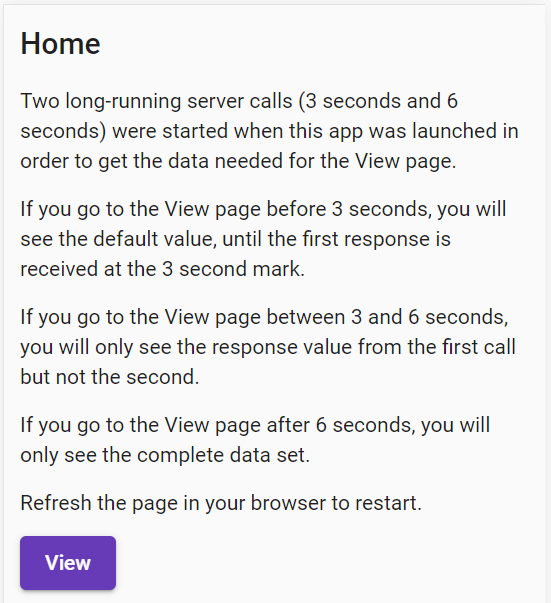 Home
Two long-running server calls (3 seconds and 6
seconds) were started when this app was launched in
order to get the data needed for the View page.
If you go to the View page before 3 seconds, you will
see the default value, until the first response is
received at the 3 second mark.
If you go to the View page between 3 and 6 seconds,
you will only see the response value from the first call
but not the second.
If you go to the View page after 6 seconds, you will
only see the complete data set.
Refresh the page in your browser to restart.
View